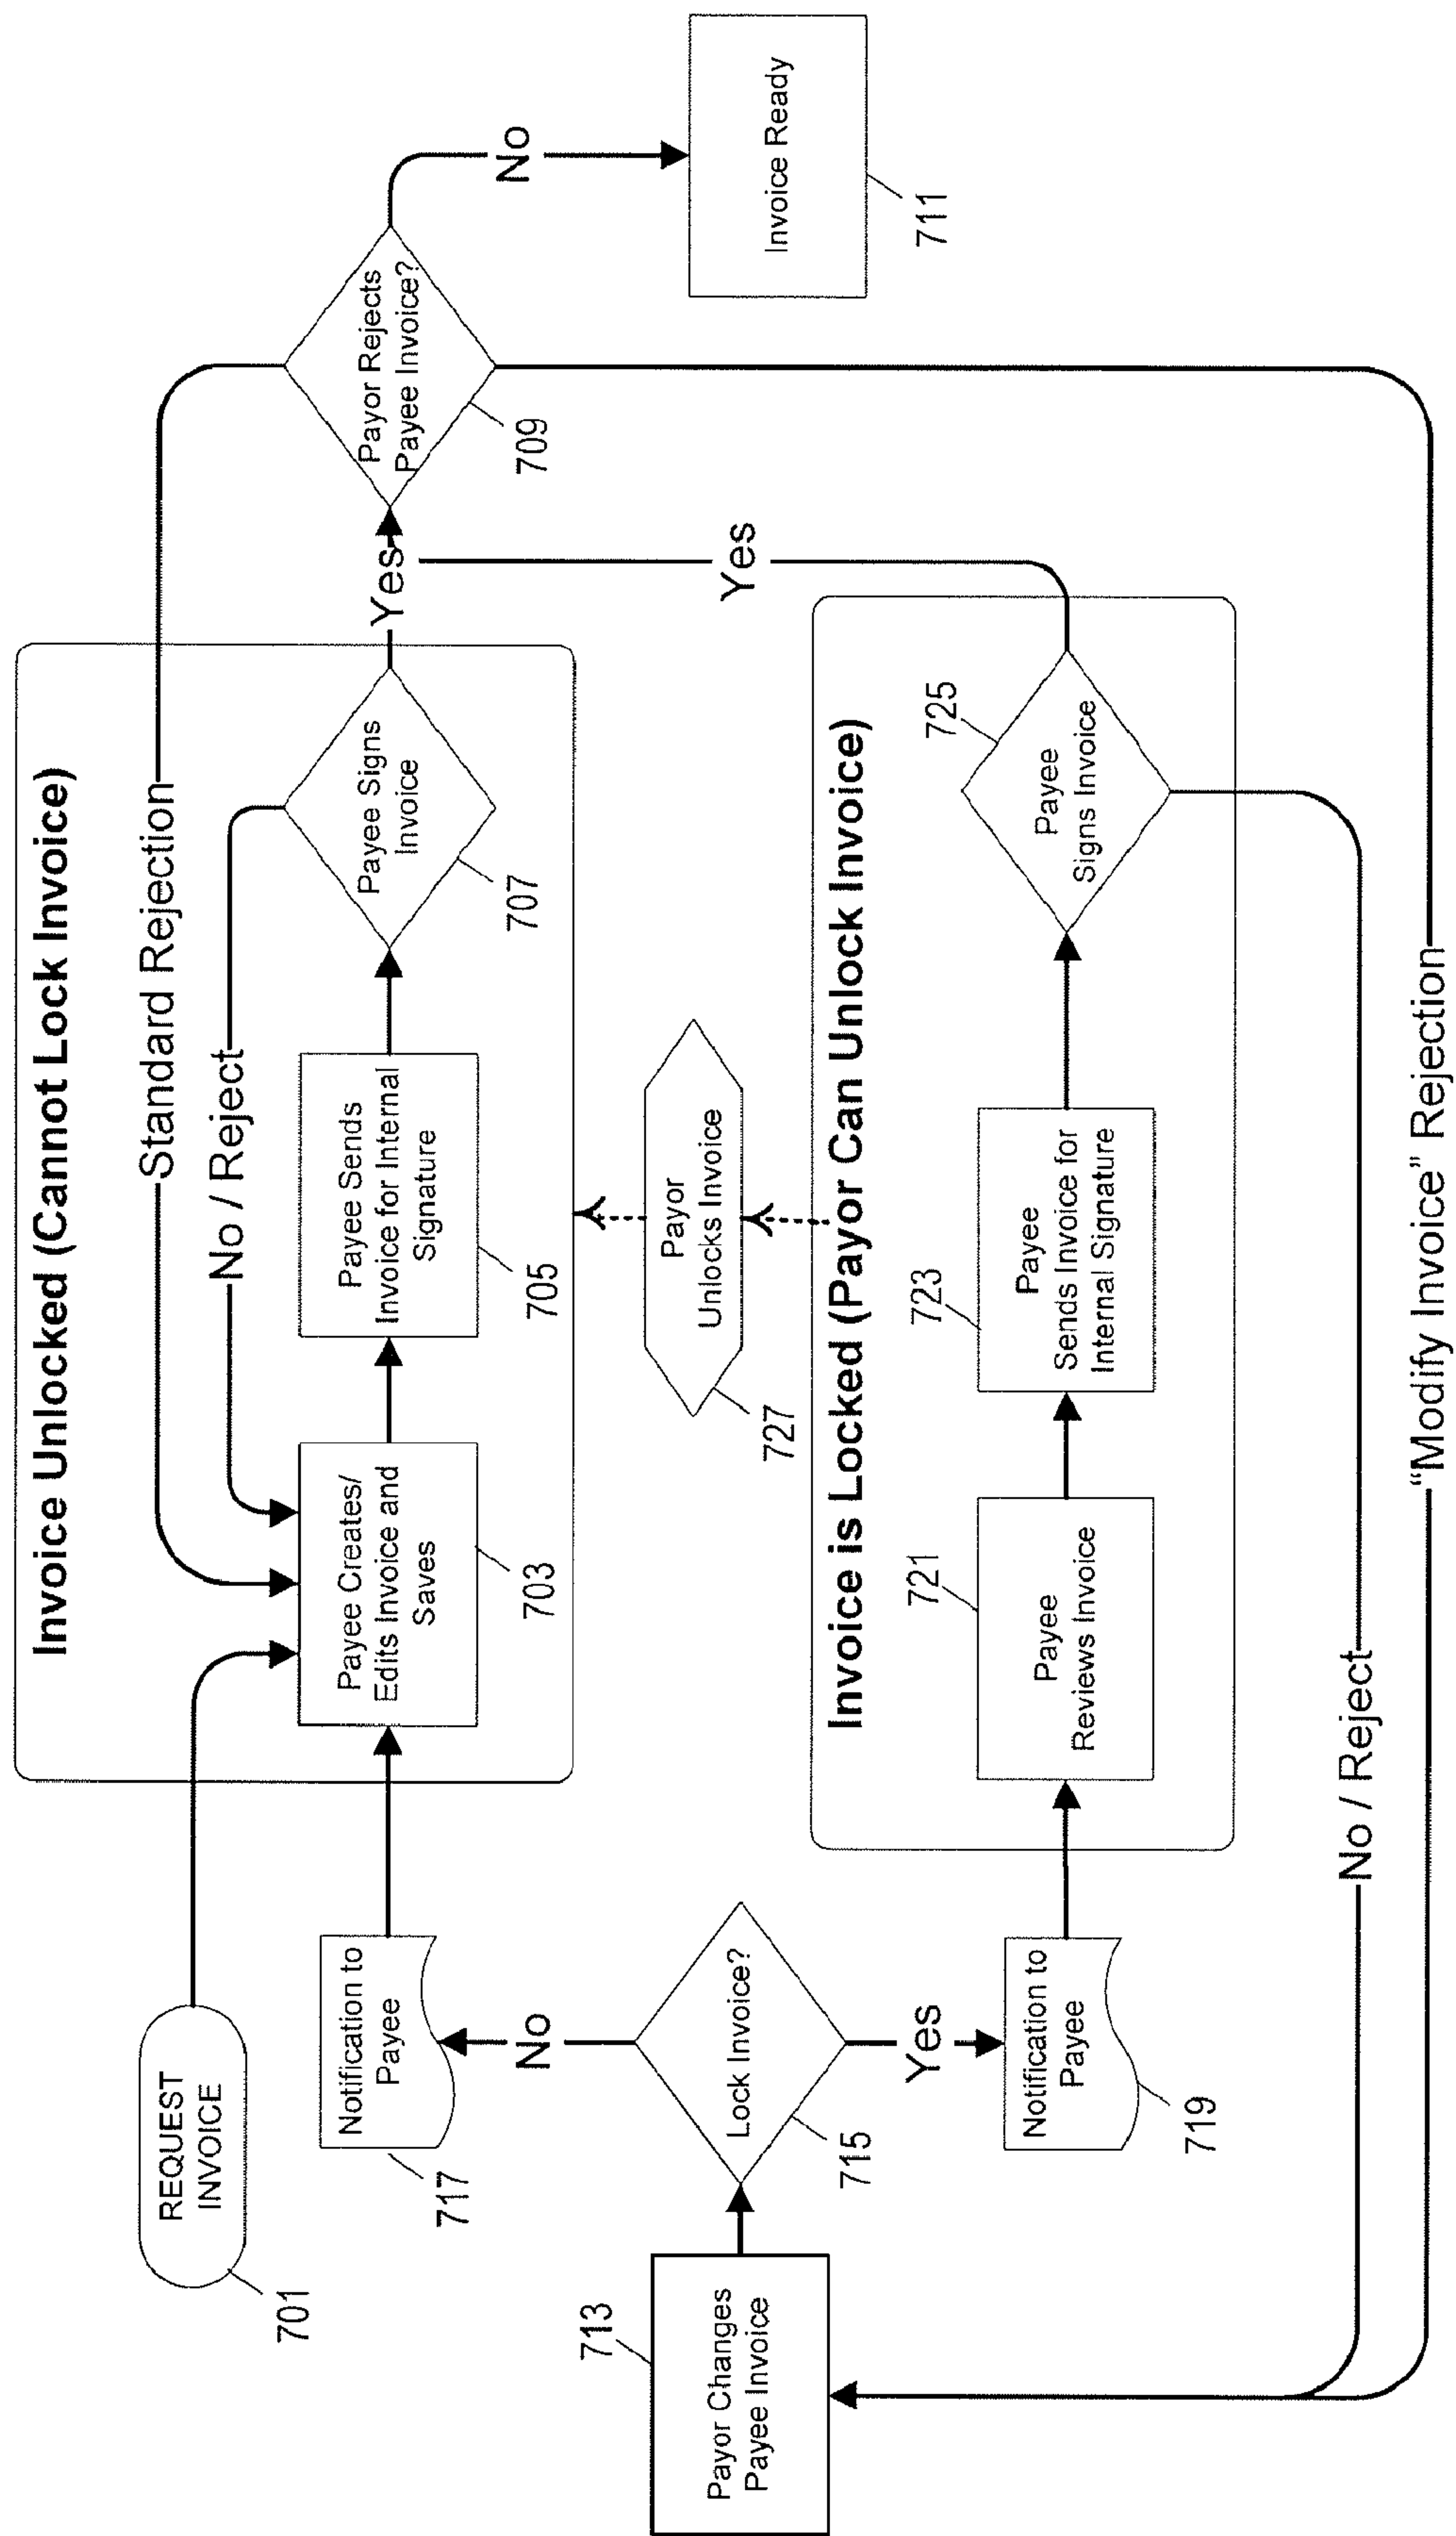 REQUEST
INVOICE
701
Invoice Unlocked (Cannot Lock Invoice)
Standard Rejection
No / Reject
Notification to
Payee
717
Payee Creates/
Edits Invoice and
Saves
703
Payee Sends
Invoice for Internal
Signature
705
Payee Signs
Invoice
707
Yes
Payor Rejects
Payee Invoice?
709
No
Invoice Ready
711
713
Payor Changes
Payee Invoice
Lock Invoice?
715
No
Yes
Payor
Unlocks Invoice
727
Yes
Invoice is Locked (Payor Can Unlock Invoice)
Notification to
Payee
719
721
Payee
Reviews Invoice
723
Payee
Sends Invoice for
Internal Signature
725
Payee
Signs Invoice
No / Reject
“Modify Invoice” Rejection